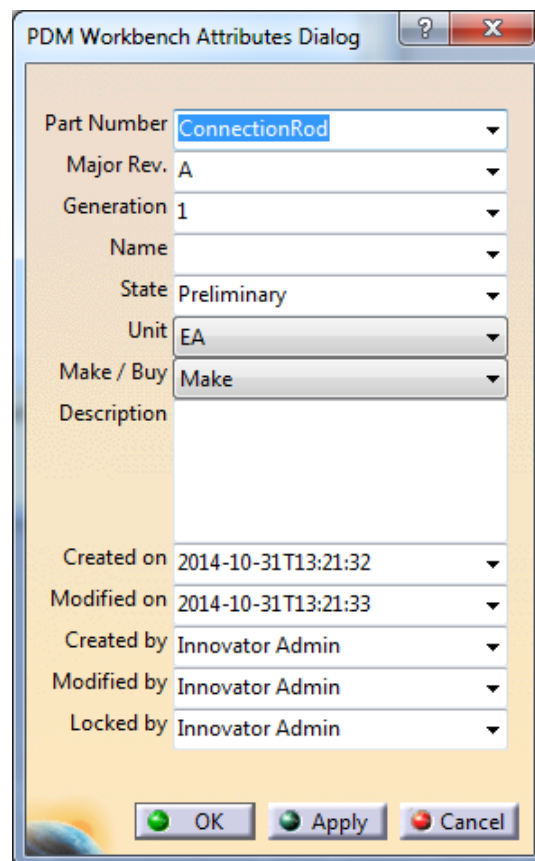 PDM Workbench Attributes Dialog
Part Number ConnectionRod
Major Rev. A
Generation 1
Name
State Preliminary
Unit EA
Make / Buy Make
Description
Created on 2014-10-31T13:21:32
Modified on 2014-10-31T13:21:33
Created by Innovator Admin
Modified by Innovator Admin
Locked by Innovator Admin
OK Apply Cancel